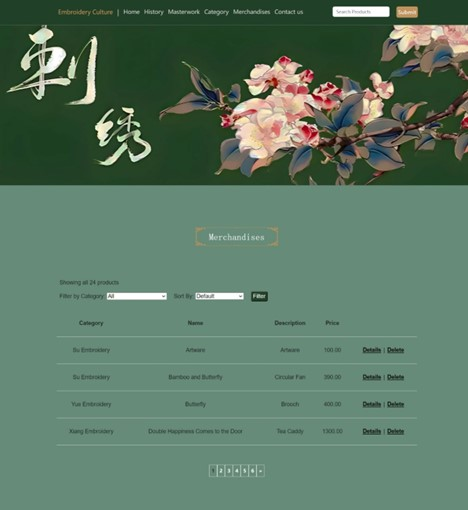 Embroidery Culture | Home History Masterwork Category Merchandises Contact us Search Products Submit
刺
绣
Merchandises
Showing all 24 products
Filter by Category: All Sort By: Default Filter
Category Name Description Price
Su Embroidery Artware Artware 100.00 Details | Delete
Su Embroidery Bamboo and Butterfly Circular Fan 390.00 Details | Delete
Yue Embroidery Butterfly Brooch 400.00 Details | Delete
Xiang Embroidery Double Happiness Comes to the Door Tea Caddy 1300.00 Details | Delete
1 2 3 4 5 6 »